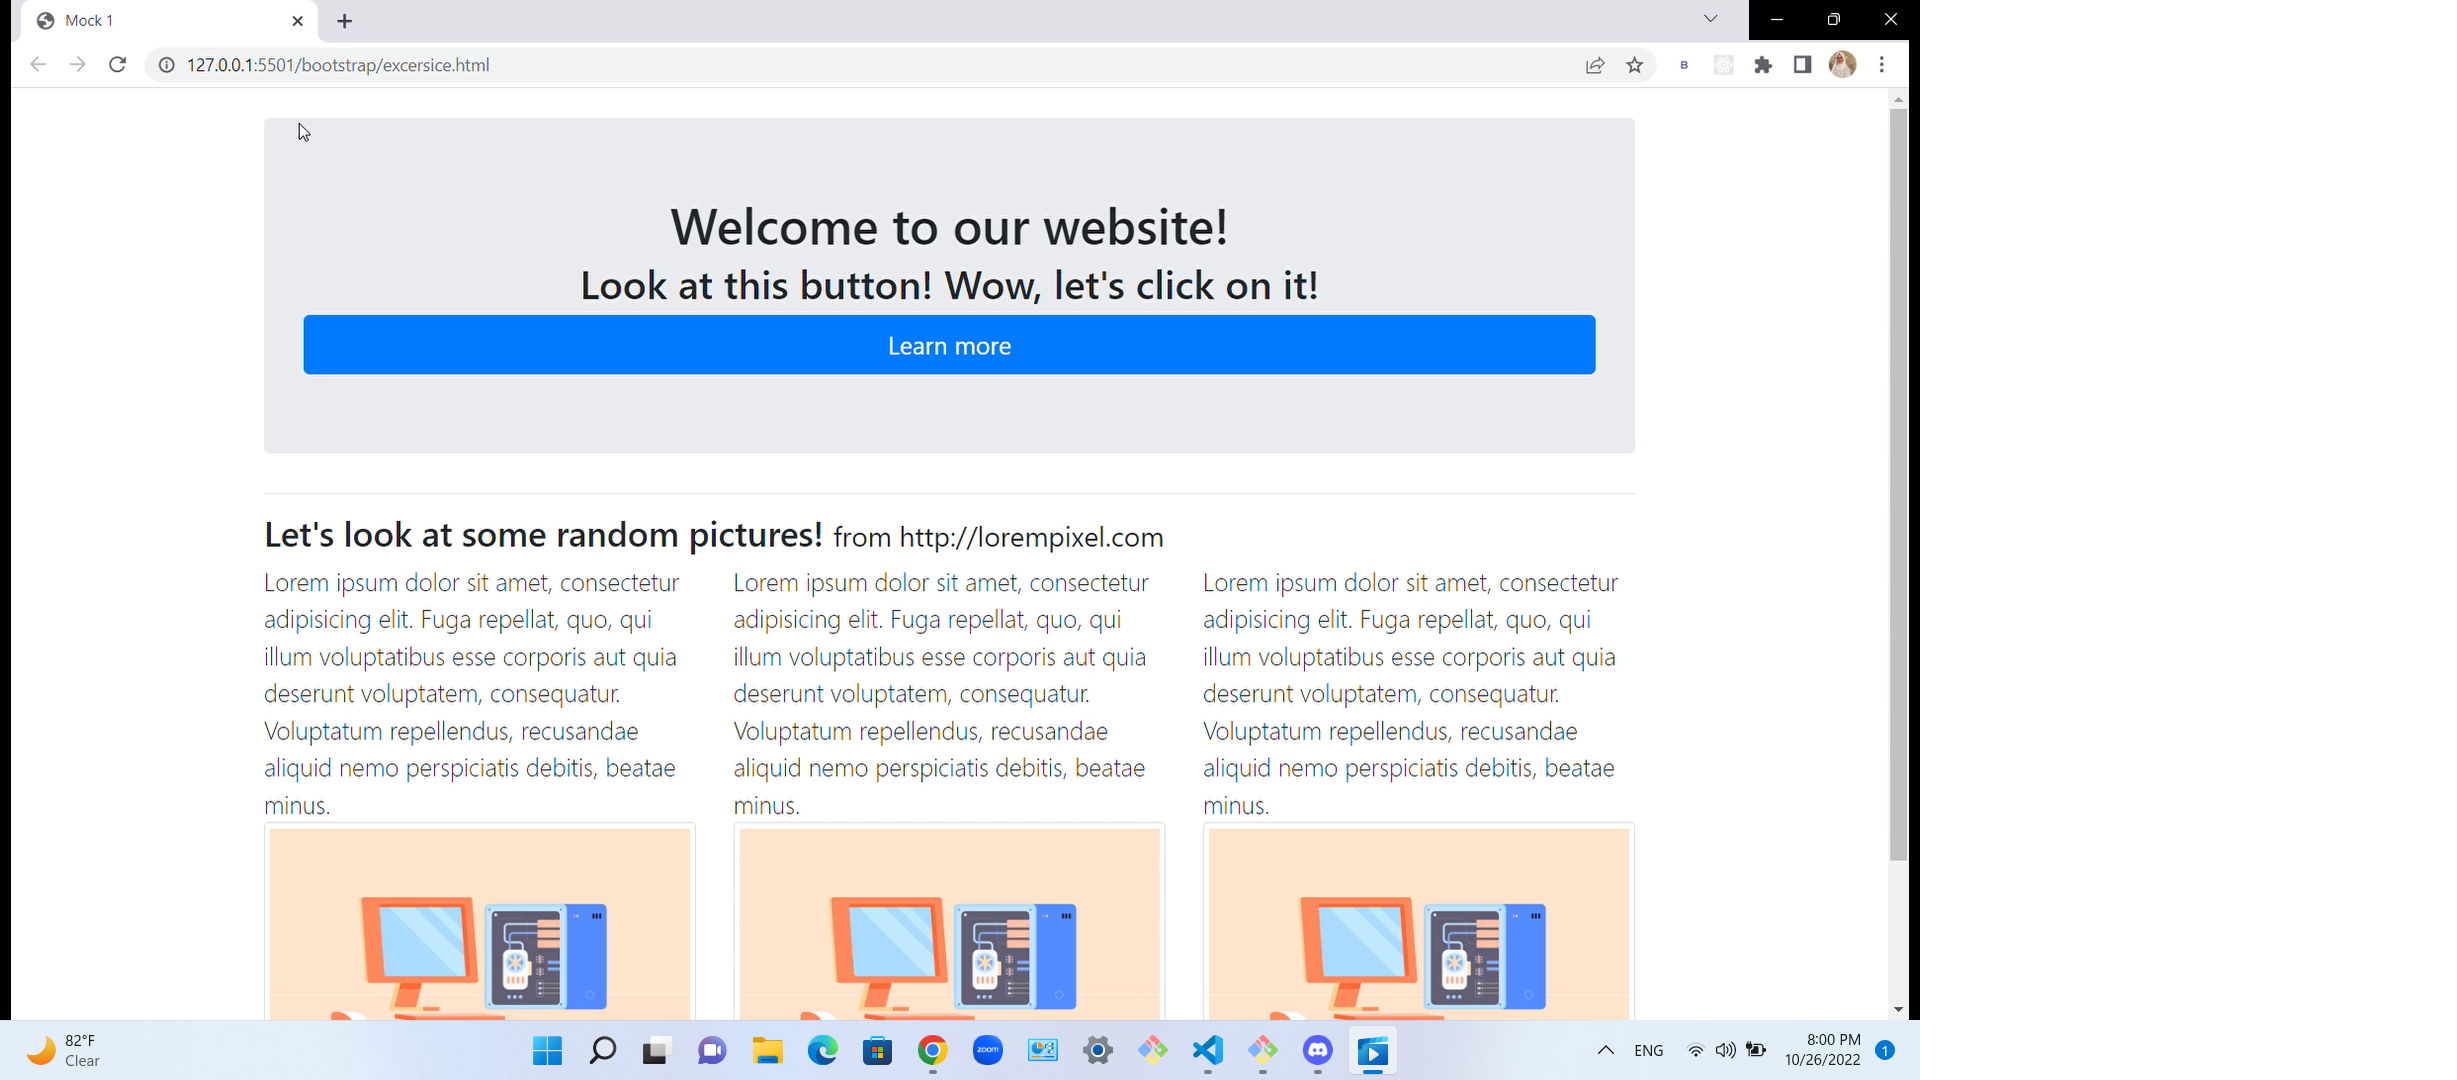 Mock 1
127.0.0.1:5501/bootstrap/excersice.html
B
Welcome to our website!
Look at this button! Wow, let's click on it!
Learn more
Let's look at some random pictures! from http://lorempixel.com
Lorem ipsum dolor sit amet, consectetur
adipisicing elit. Fuga repellat, quo, qui
illum voluptatibus esse corporis aut quia
deserunt voluptatem, consequatur.
Voluptatum repellendus, recusandae
aliquid nemo perspiciatis debitis, beatae
minus.
Lorem ipsum dolor sit amet, consectetur
adipisicing elit. Fuga repellat, quo, qui
illum voluptatibus esse corporis aut quia
deserunt voluptatem, consequatur.
Voluptatum repellendus, recusandae
aliquid nemo perspiciatis debitis, beatae
minus.
Lorem ipsum dolor sit amet, consectetur
adipisicing elit. Fuga repellat, quo, qui
illum voluptatibus esse corporis aut quia
deserunt voluptatem, consequatur.
Voluptatum repellendus, recusandae
aliquid nemo perspiciatis debitis, beatae
minus.
82°F
Clear
zoom
ENG
8:00 PM
10/26/2022
1